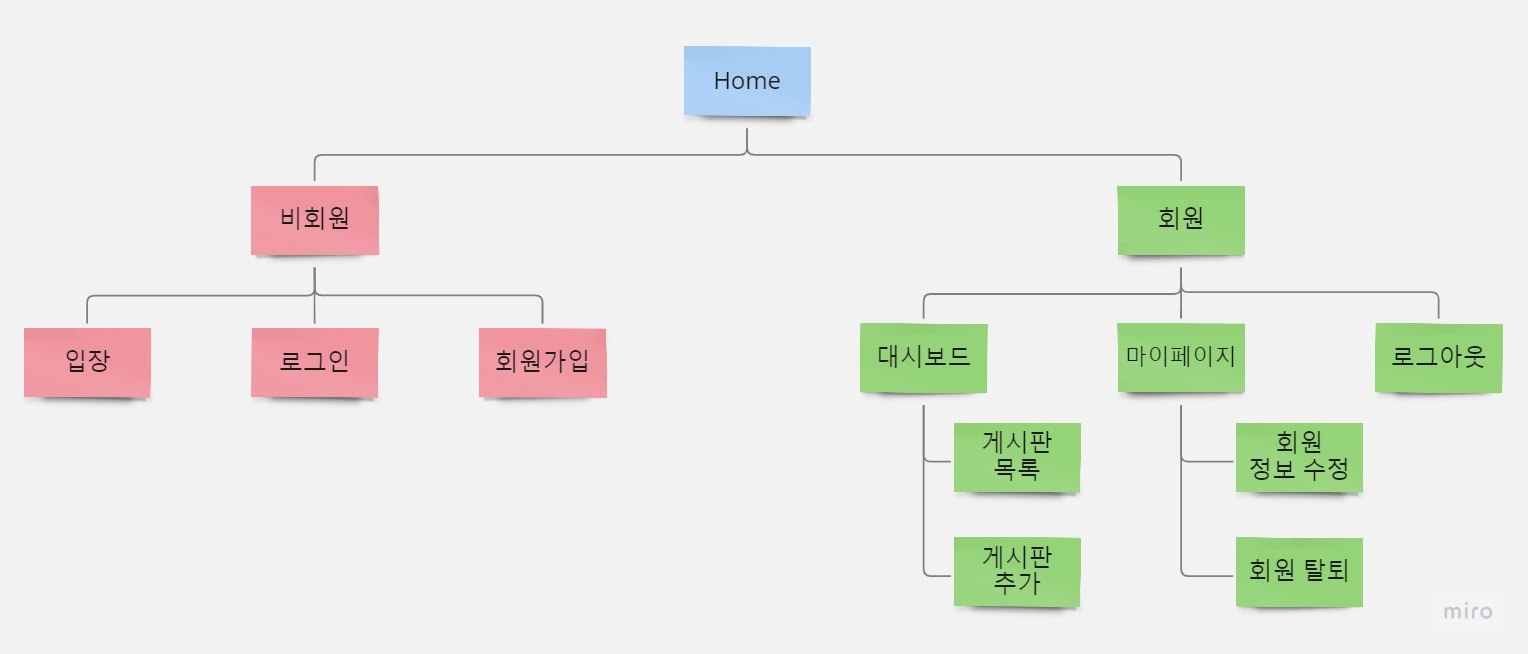 Home
비회원
회원
입장
로그인
회원가입
대시보드
마이페이지
로그아웃
게시판
목록
회원
정보 수정
게시판
추가
회원 탈퇴
miro